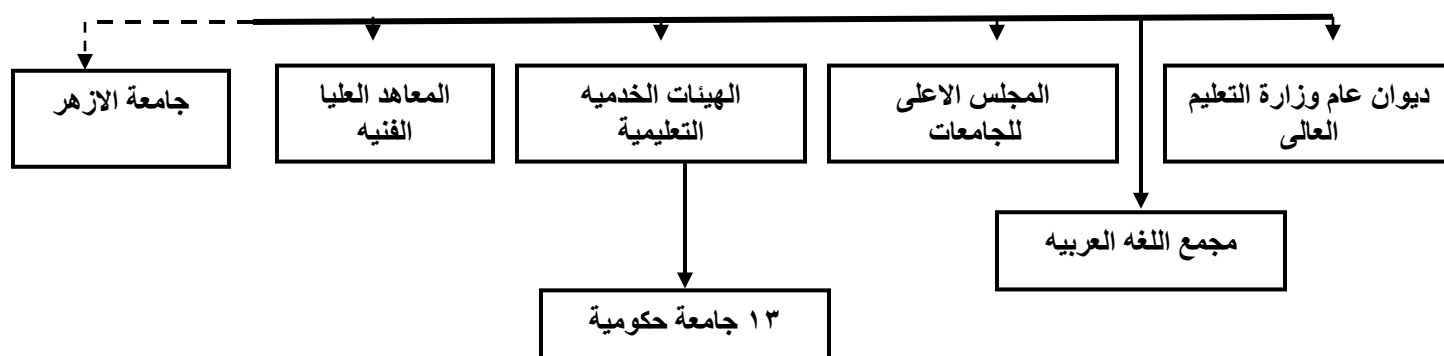 ديوان عام وزارة التعليم
العالى
المجلس الاعلى
للجامعات
الهيئات الخدميه
التعليمية
المعاهد العليا
الفنيه
جامعة الازهر
مجمع اللغه العربيه
١٣ جامعة حكومية